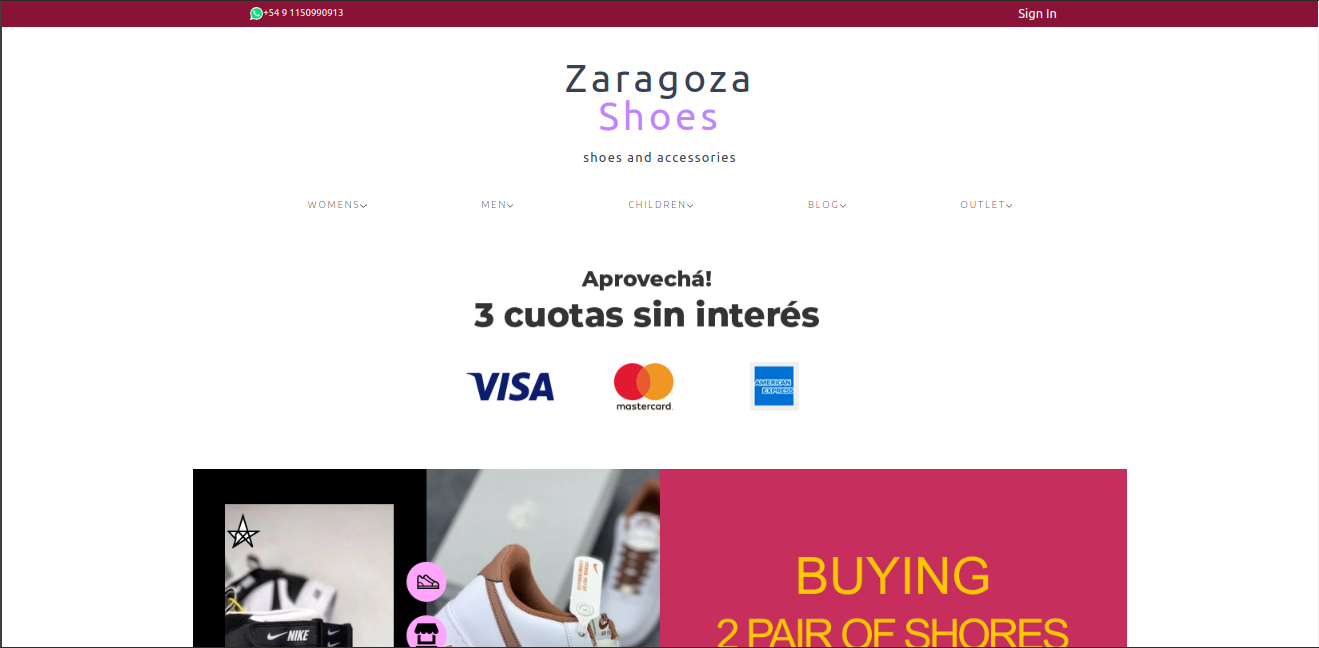 +54 9 1150990913
Sign In
Zaragoza
Shoes
shoes and accessories
WOMENS
MEN
CHILDREN
BLOG
OUTLET
Aprovechá!
3 cuotas sin interés
VISA
mastercard.
AMERICAN
EXPRESS
NIKE
BUYING
2 PAIR OF SHORES